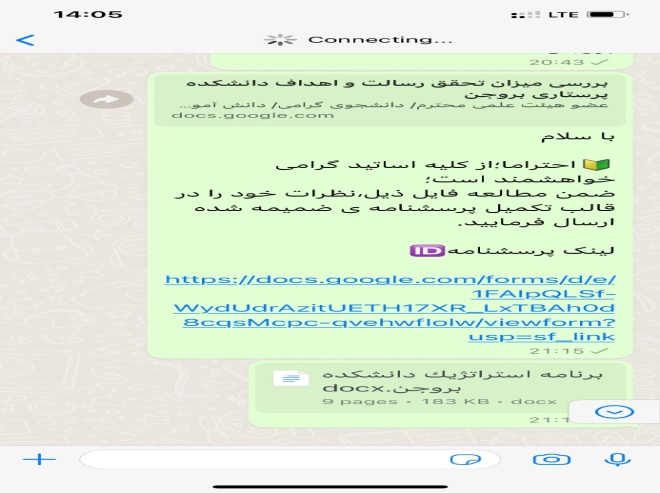 14:05
LTE
Connecting...
20:43
بررسی میزان تحقق رسالت و اهداف دانشکده
پرستاری بروجن
عضو هیئت علمی محترم/ دانشجوی گرامی/ دانش آمو...
docs.google.com
با سلام
🔰 احتراما؛از کلیه اساتید گرامی
خواهشمند است؛
ضمن مطالعه فایل ذیل،نظرات خود را در
قالب تکمیل پرسشنامه ی ضمیمه شده
ارسال فرمایید.
لینک پرسشنامه🆔
https://docs.google.com/forms/d/e/
1FAIpQLSf-
WydUdrAzitUETH17XR_LxTBAh0d
8cqsMcpc-qvehwfIolw/viewform?
usp=sf_link
21:15
برنامه استراتژیك دانشکده
بروجن.docx
9 pages • 183 KB • docx